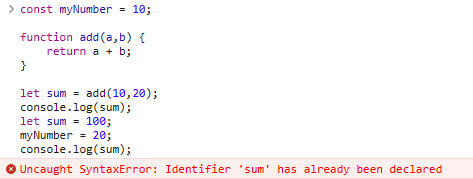 const myNumber = 10;
function add(a,b) {
return a + b;
}
let sum = add(10,20);
console.log(sum);
let sum = 100;
myNumber = 20;
console.log(sum);
Uncaught SyntaxError: Identifier 'sum' has already been declared